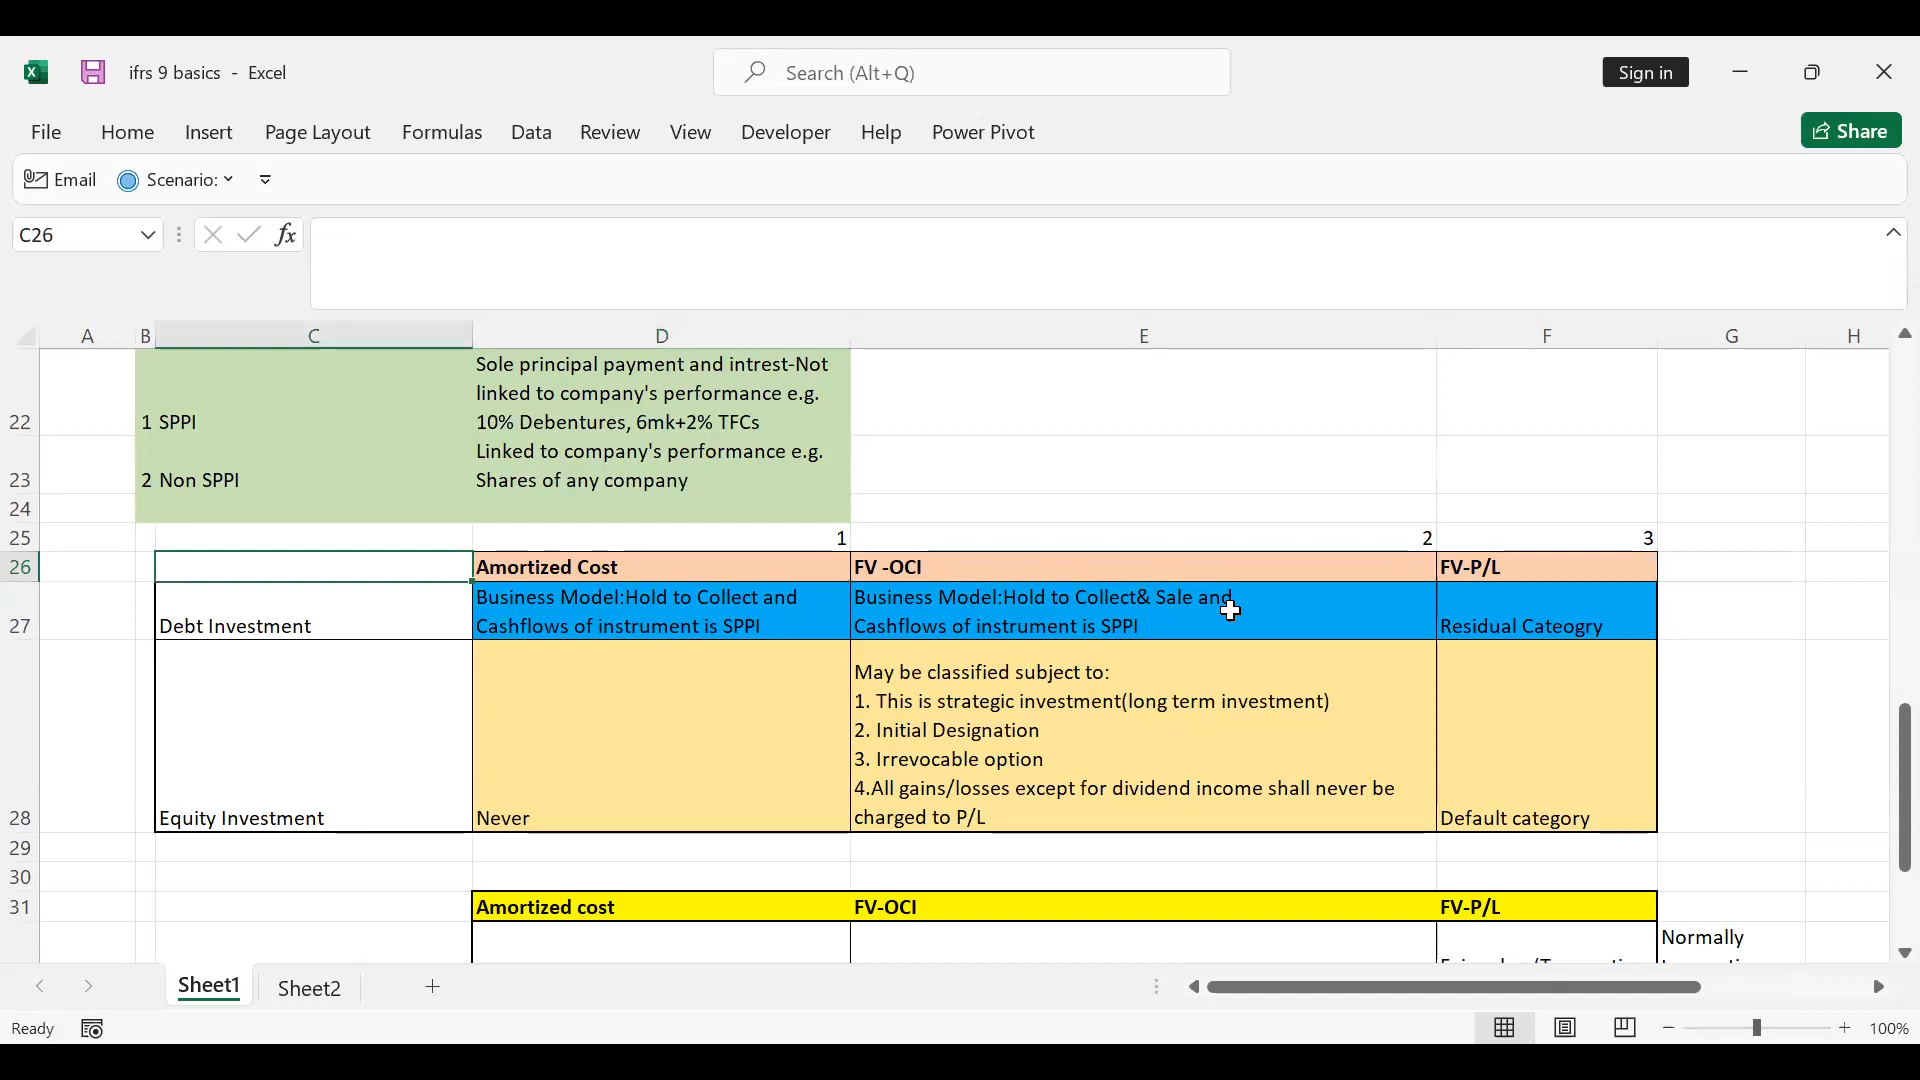 ifrs 9 basics - Excel
Search (Alt+Q)
Sign in
File Home Insert Page Layout Formulas Data Review View Developer Help Power Pivot
Share
Email Scenario:
C26
fx
A B C D E F G H
22
1 SPPI
Sole principal payment and intrest-Not
linked to company's performance e.g.
10% Debentures, 6mk+2% TFCs
23
2 Non SPPI
Linked to company's performance e.g.
Shares of any company
24
25 1 2 3
26 Amortized Cost FV -OCI FV-P/L
27 Debt Investment
Business Model:Hold to Collect and
Cashflows of instrument is SPPI
Business Model:Hold to Collect& Sale and
Cashflows of instrument is SPPI
Residual Cateogry
28 Equity Investment
Never
May be classified subject to:
1. This is strategic investment(long term investment)
2. Initial Designation
3. Irrevocable option
4.All gains/losses except for dividend income shall never be
charged to P/L
Default category
29
30
31 Amortized cost FV-OCI FV-P/L
Normally
Sheet1 Sheet2
Ready
100%